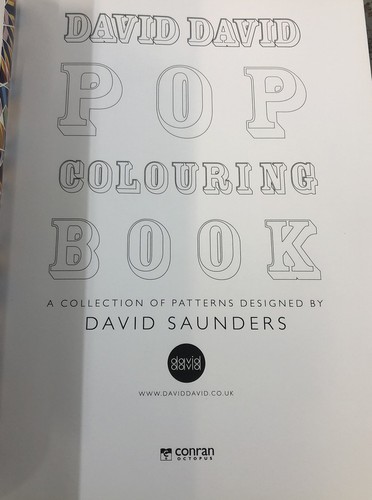 DAVID DAVID
POP
COLOURING
BOOK
A COLLECTION OF PATTERNS DESIGNED BY
DAVID SAUNDERS
david
david
WWW.DAVIDDAVID.CO.UK
conran
OCTOPUS